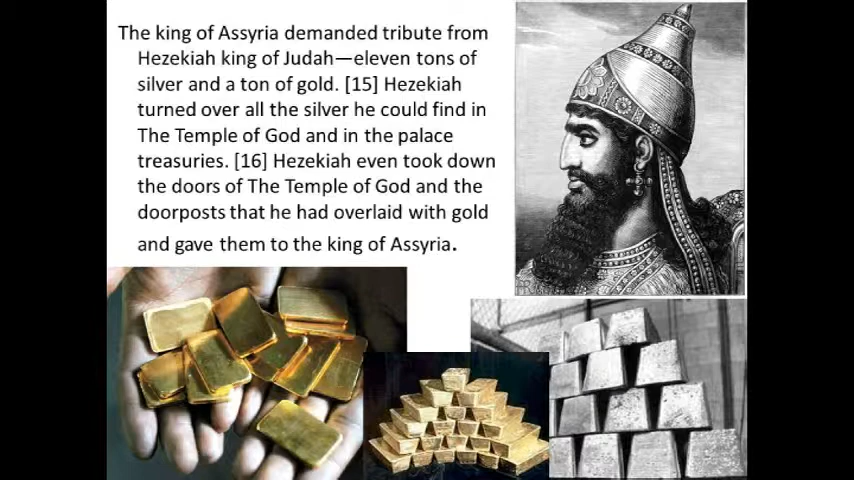 The king of Assyria demanded tribute from
Hezekiah king of Judah—eleven tons of
silver and a ton of gold. [15] Hezekiah
turned over all the silver he could find in
The Temple of God and in the palace
treasuries. [16] Hezekiah even took down
the doors of The Temple of God and the
doorposts that he had overlaid with gold
and gave them to the king of Assyria.